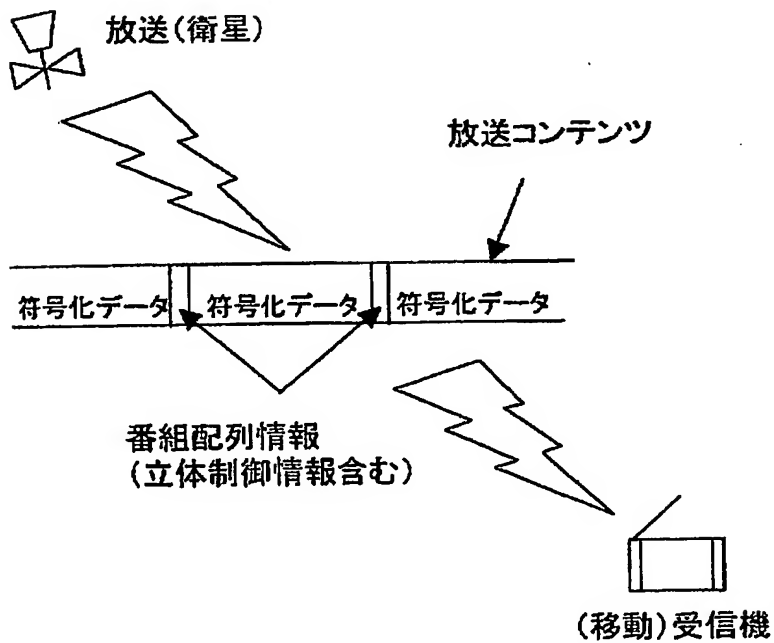 放送(衛星)
放送コンテンツ
符号化データ 符号化データ 符号化データ
番組配列情報
(立体制御情報含む)
(移動)受信機